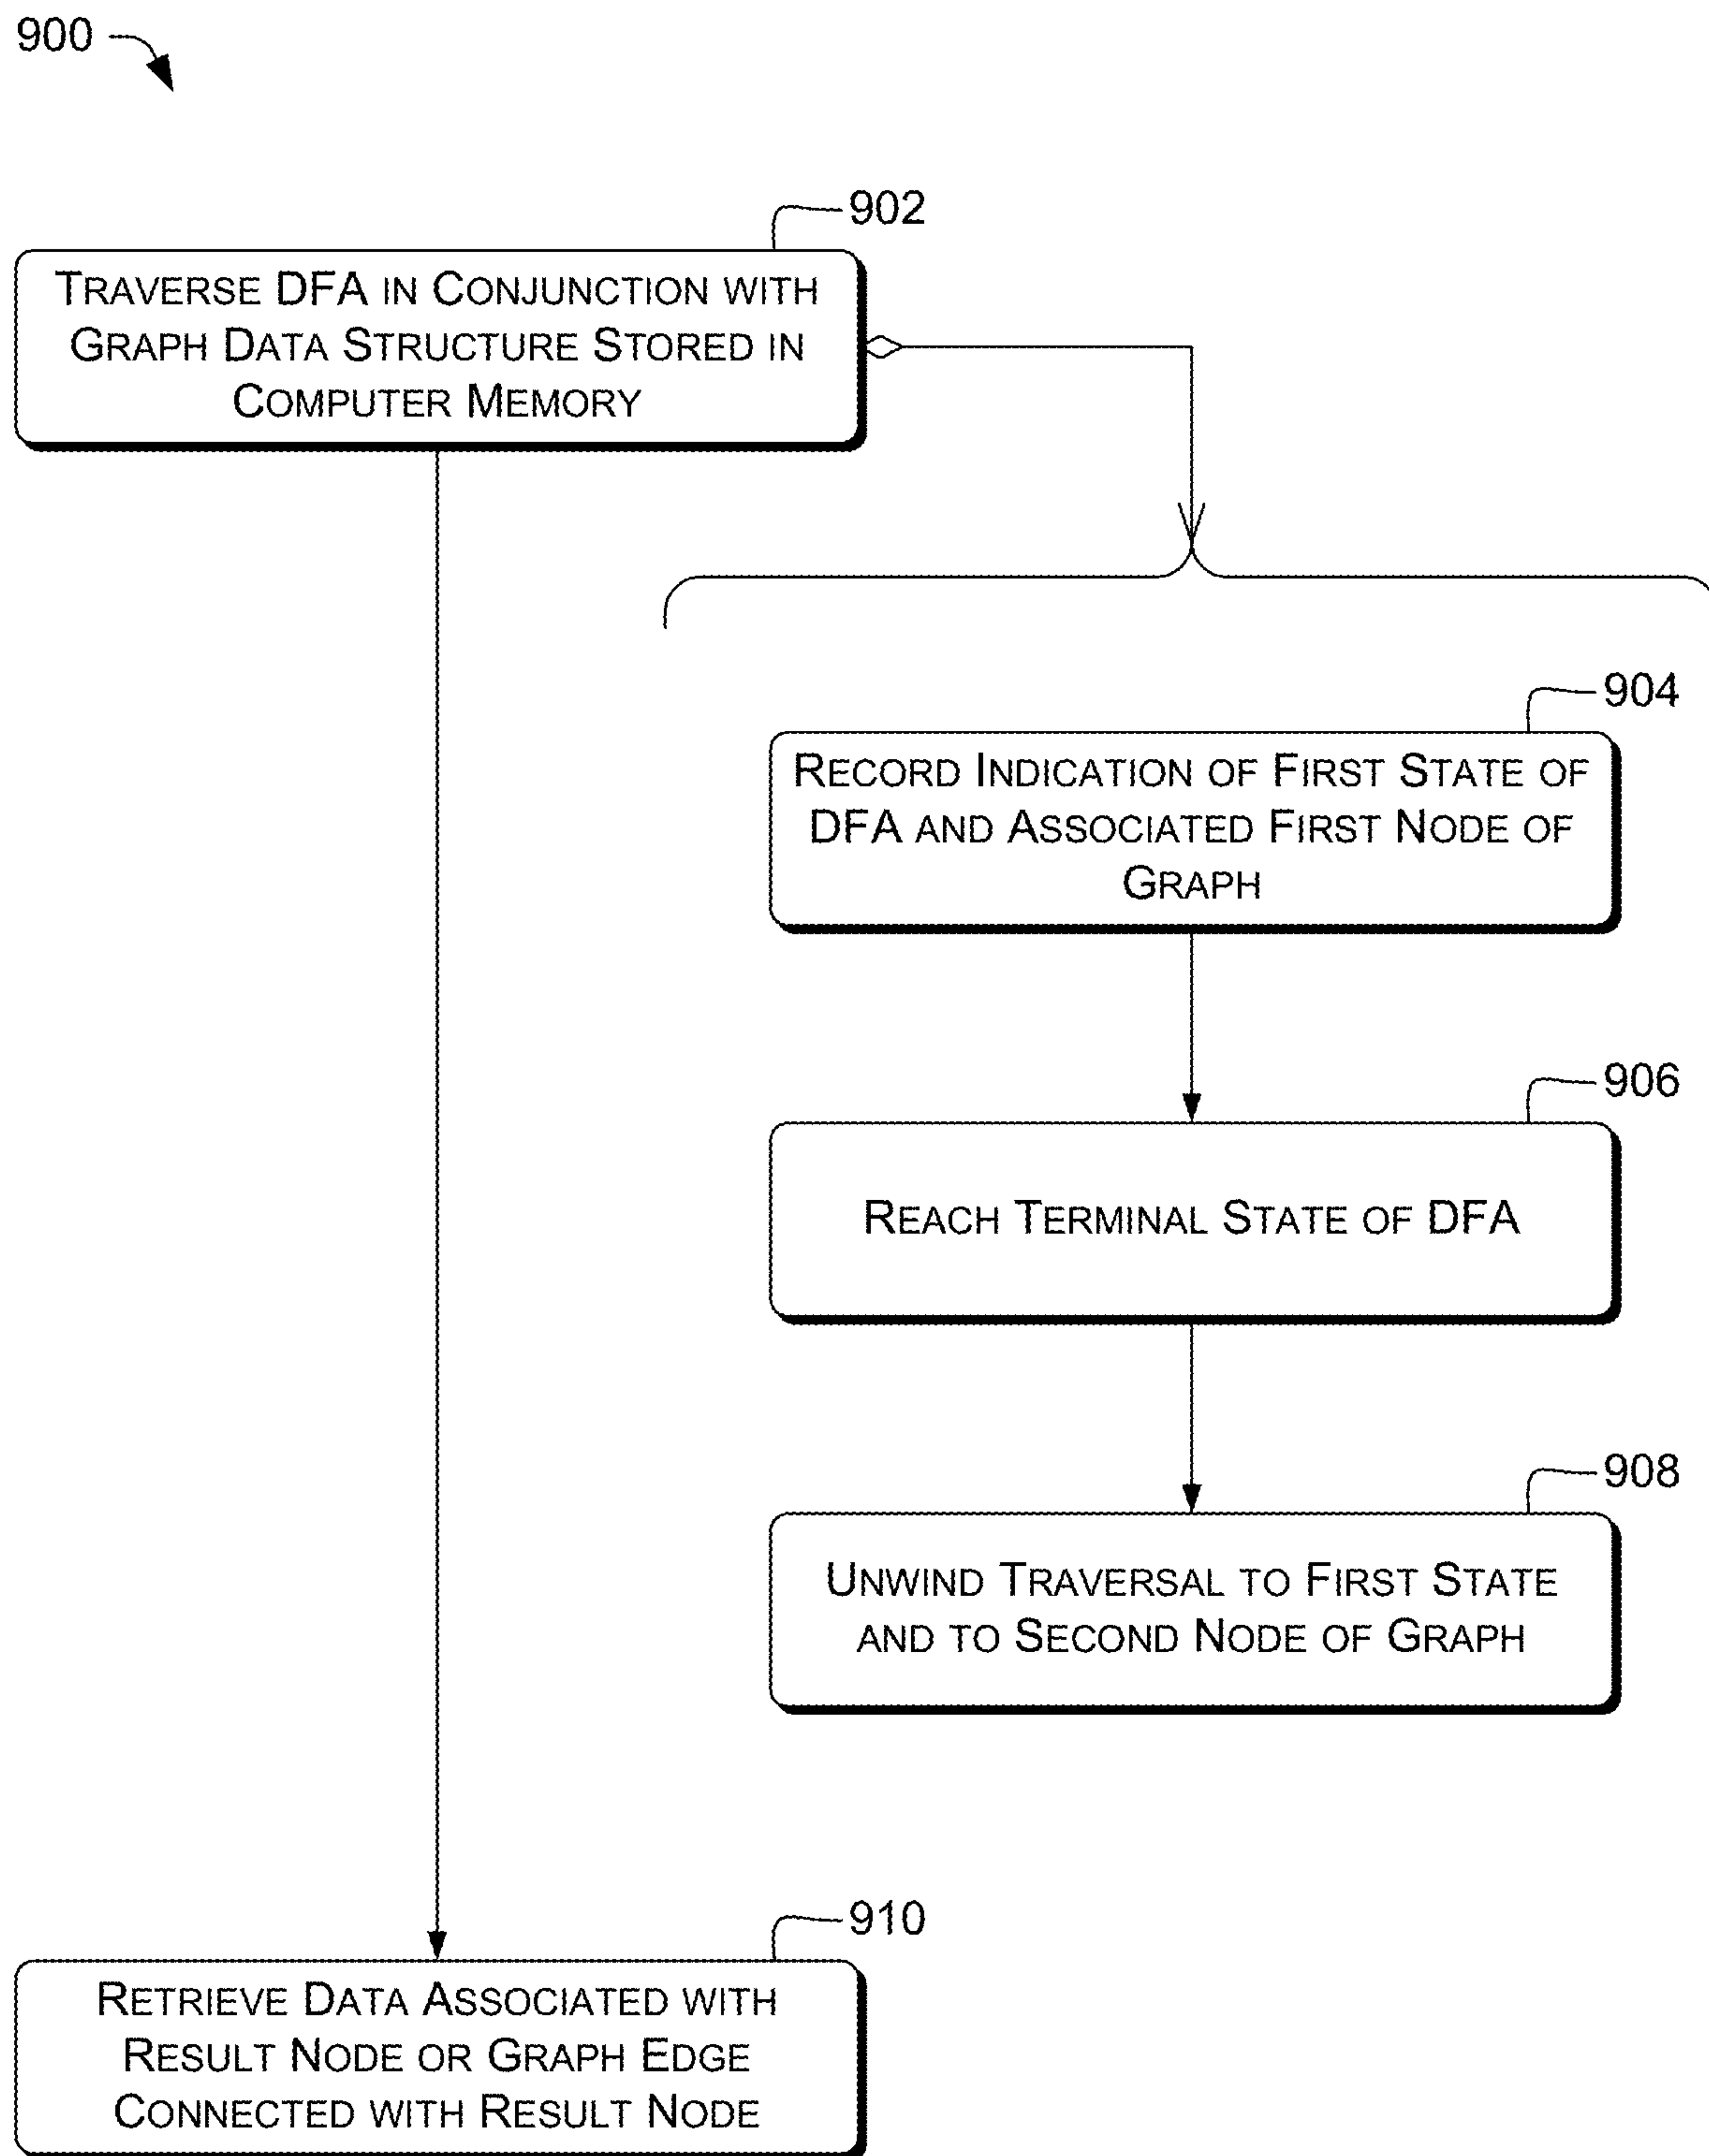 900
902
TRAVERSE DFA IN CONJUNCTION WITH
GRAPH DATA STRUCTURE STORED IN
COMPUTER MEMORY
904
RECORD INDICATION OF FIRST STATE OF
DFA AND ASSOCIATED FIRST NODE OF
GRAPH
906
REACH TERMINAL STATE OF DFA
908
UNWIND TRAVERSAL TO FIRST STATE
AND TO SECOND NODE OF GRAPH
910
RETRIEVE DATA ASSOCIATED WITH
RESULT NODE OR GRAPH EDGE
CONNECTED WITH RESULT NODE